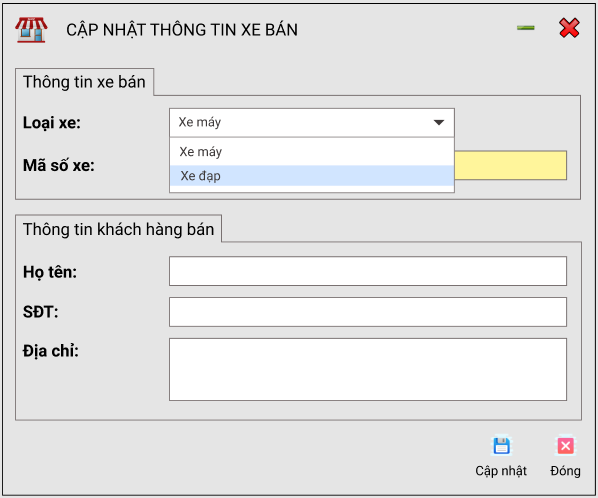 CẬP NHẬT THÔNG TIN XE BÁN
Thông tin xe bán
Loại xe:
Xe máy
Xe máy
Mã số xe:
Xe đạp
Thông tin khách hàng bán
Họ tên:
SĐT:
Địa chỉ:
Cập nhật
Đóng